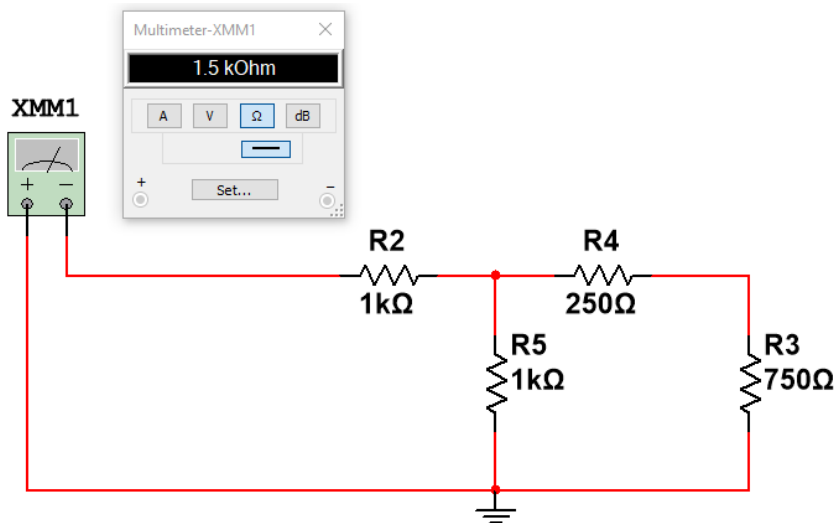 Multimeter-XMM1
1.5 kOhm
A V Ω dB
+ Set... −
XMM1
+ −
R2
1kΩ
R4
250Ω
R5
1kΩ
R3
750Ω